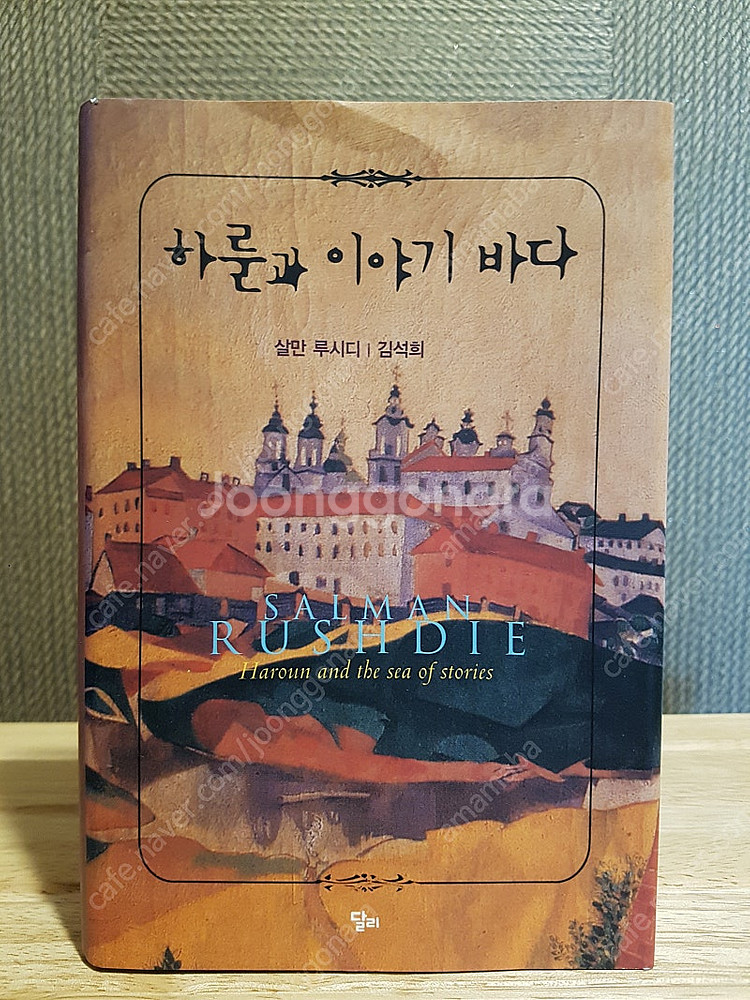 하룬과 이야기 바다
살만 루시디 | 김석희
Joonggonara
SALMAN
RUSHDIE
Haroun and the sea of stories
달리